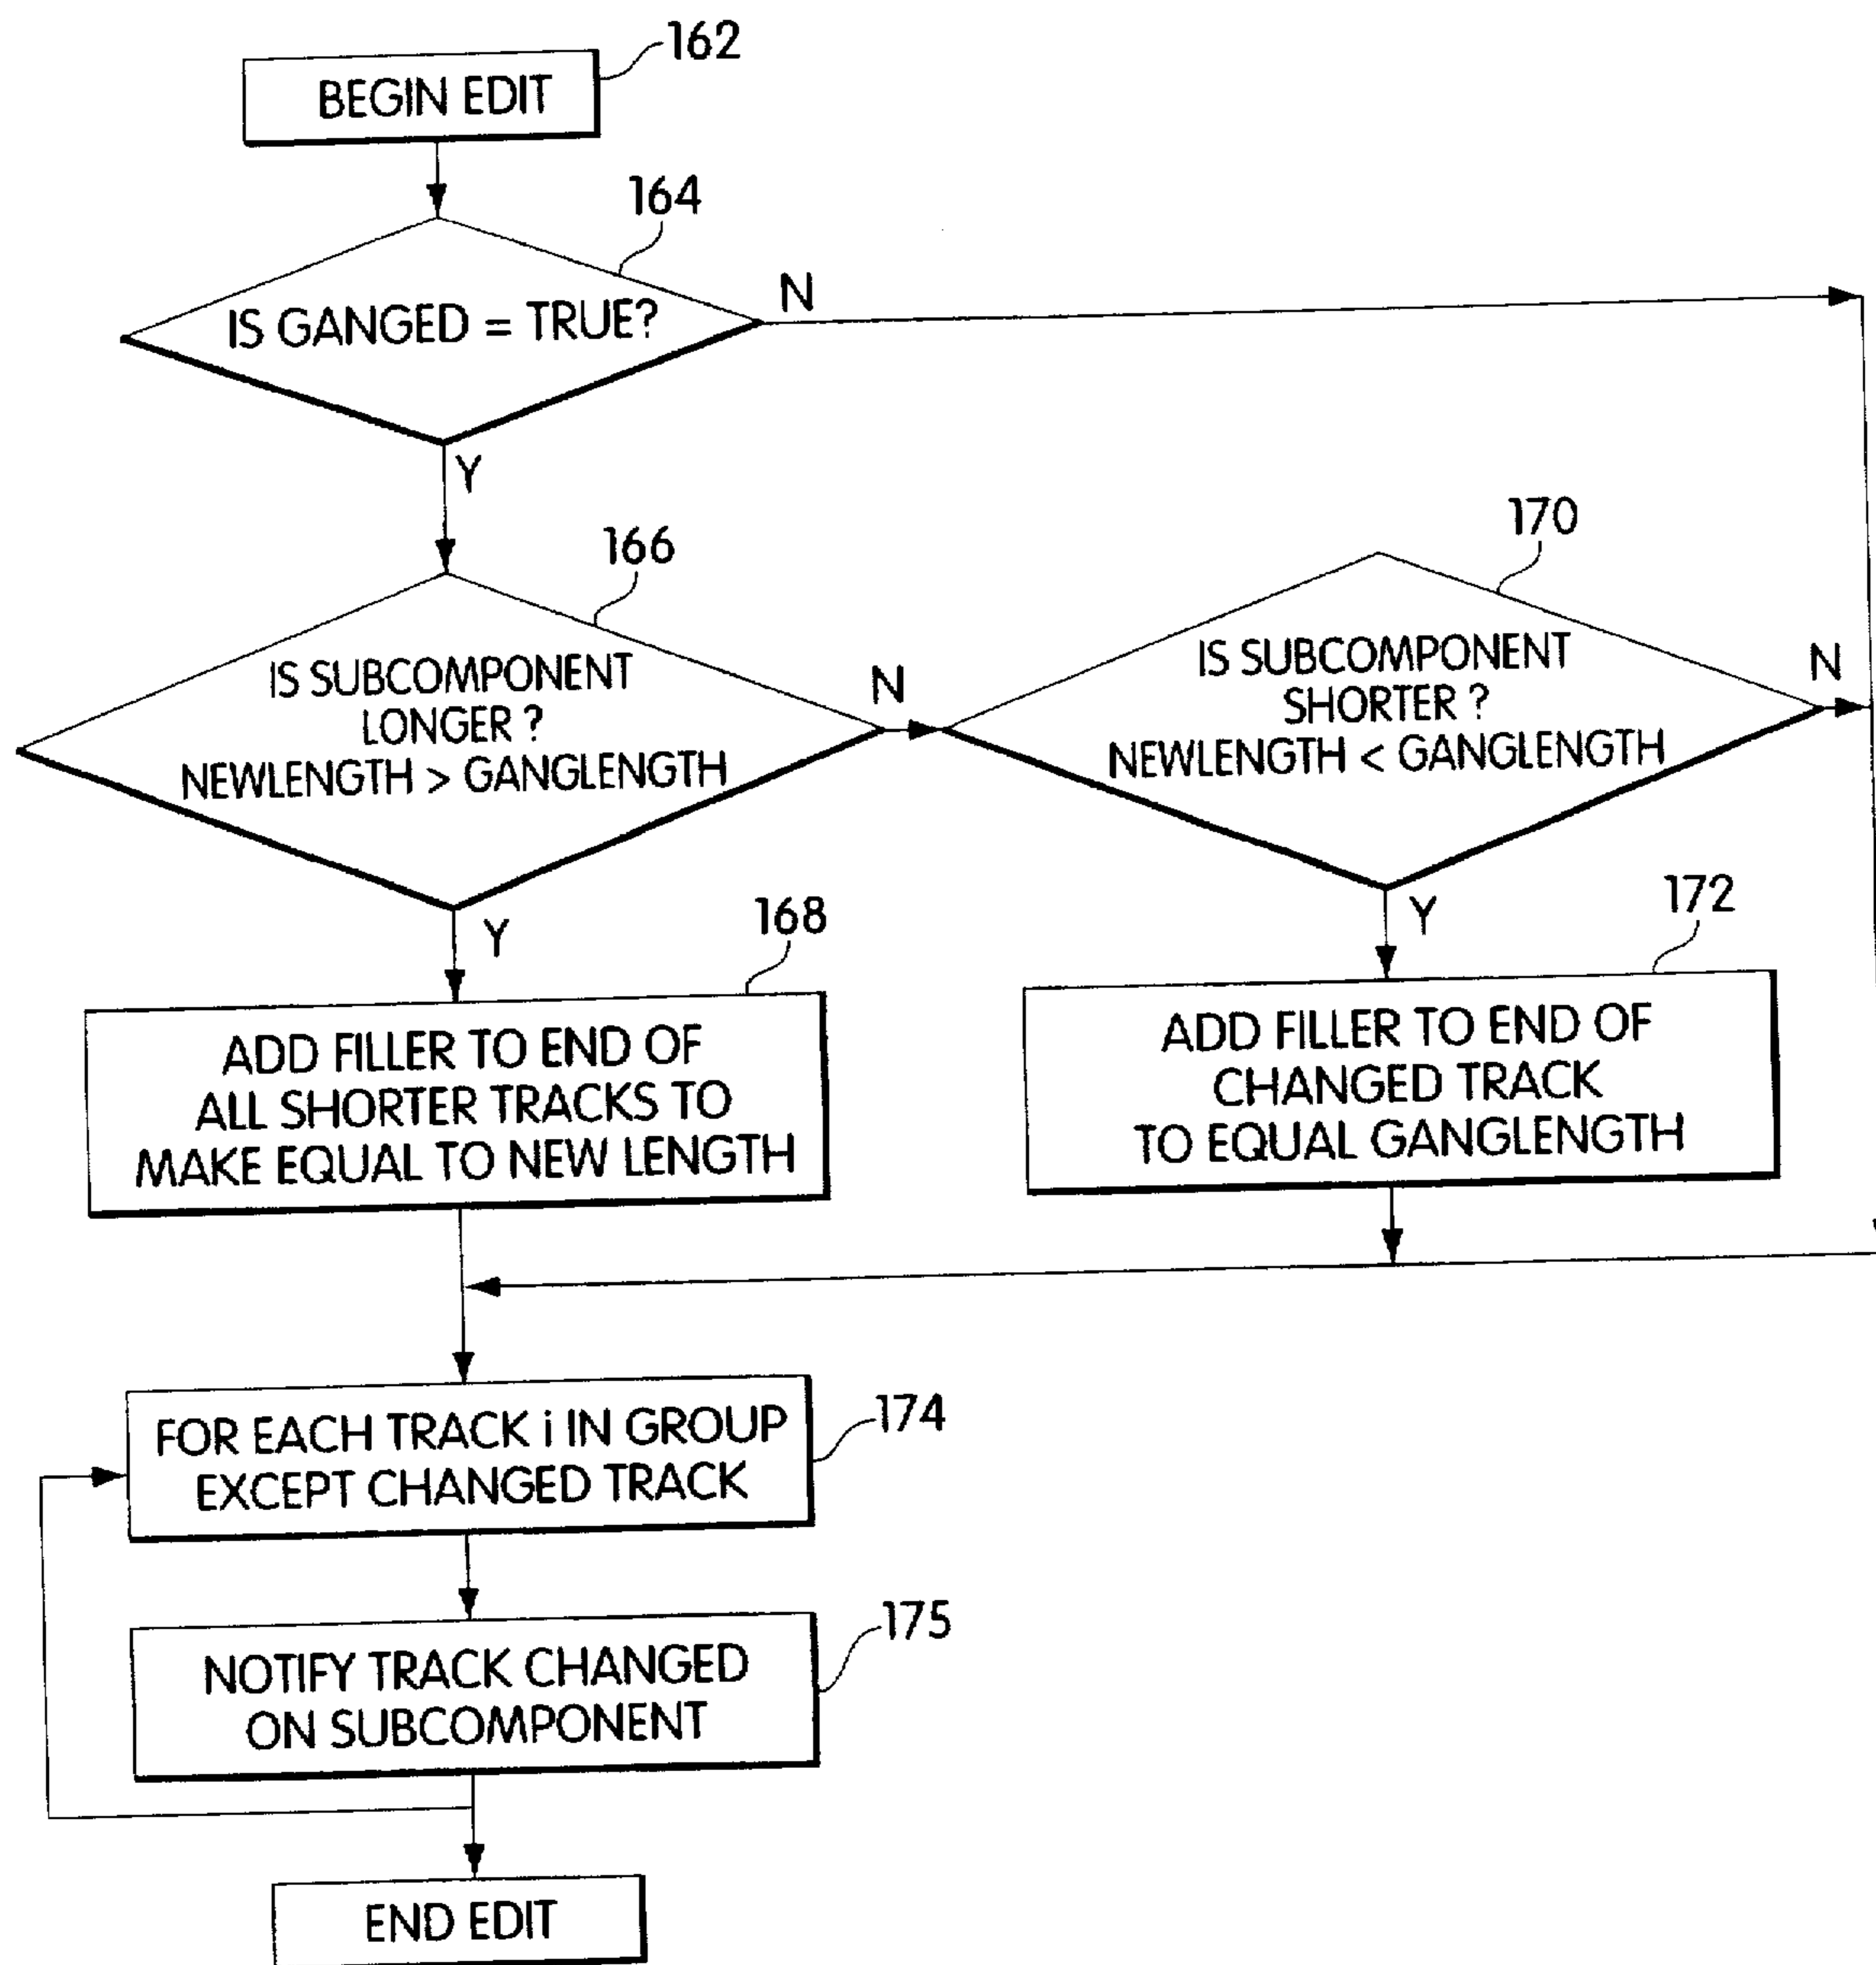 162
BEGIN EDIT
164
IS GANGED = TRUE?
N
Y
166
IS SUBCOMPONENT
LONGER ?
NEWLENGTH > GANGLENGTH
N
170
IS SUBCOMPONENT
SHORTER ?
NEWLENGTH < GANGLENGTH
N
Y
168
ADD FILLER TO END OF
ALL SHORTER TRACKS TO
MAKE EQUAL TO NEW LENGTH
Y
172
ADD FILLER TO END OF
CHANGED TRACK
TO EQUAL GANGLENGTH
174
FOR EACH TRACK i IN GROUP
EXCEPT CHANGED TRACK
175
NOTIFY TRACK CHANGED
ON SUBCOMPONENT
END EDIT